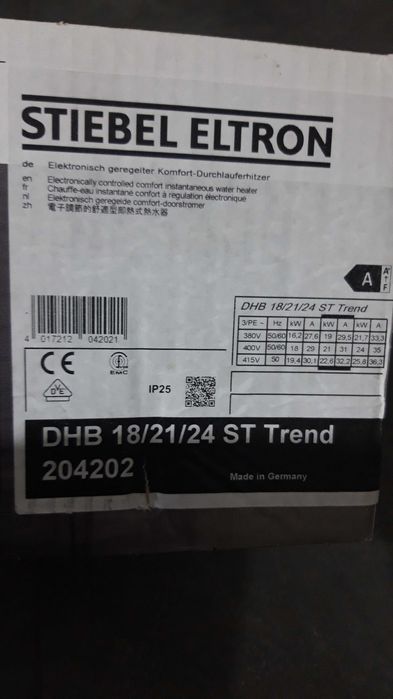 STIEBEL ELTRON
de Elektronisch geregelter Komfort-Durchlauferhitzer
en Electronically controlled comfort instantaneous water heater
fr Chauffe-eau instantané confort à régulation électronique
nl Elektronisch geregelde comfort-doorstromer
zh 電子調節的舒適型即熱式熱水器
A
A+
↑
F
DHB 18/21/24 ST Trend
3/PE ~ Hz kW A kW A kW A
380V 50/60 16,2 27,6 19 29,5 21,7 33,3
400V 50/60 18 29 21 31 24 35
415V 50 19,4 30,1 22,6 32,2 25,8 36,3
4 017212 042021
CE
EMC
VDE
IP25
DHB 18/21/24 ST Trend
204202
Made in Germany